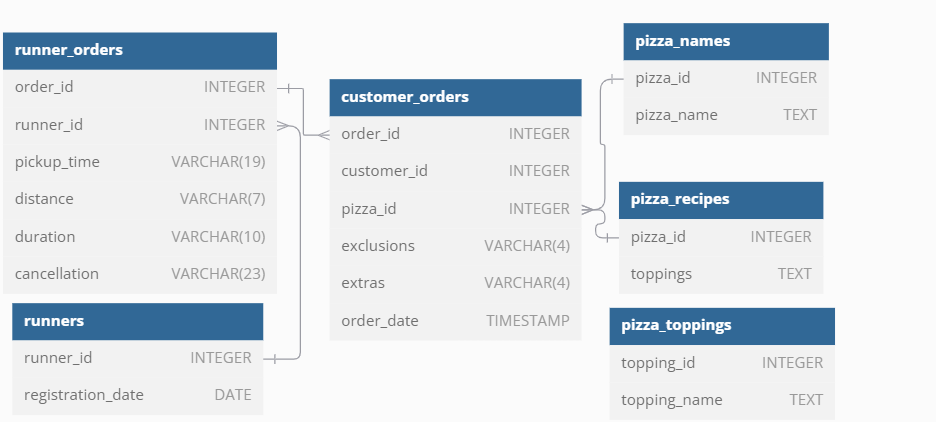 runner_orders
order_id INTEGER
runner_id INTEGER
pickup_time VARCHAR(19)
distance VARCHAR(7)
duration VARCHAR(10)
cancellation VARCHAR(23)
runners
runner_id INTEGER
registration_date DATE
customer_orders
order_id INTEGER
customer_id INTEGER
pizza_id INTEGER
exclusions VARCHAR(4)
extras VARCHAR(4)
order_date TIMESTAMP
pizza_names
pizza_id INTEGER
pizza_name TEXT
pizza_recipes
pizza_id INTEGER
toppings TEXT
pizza_toppings
topping_id INTEGER
topping_name TEXT